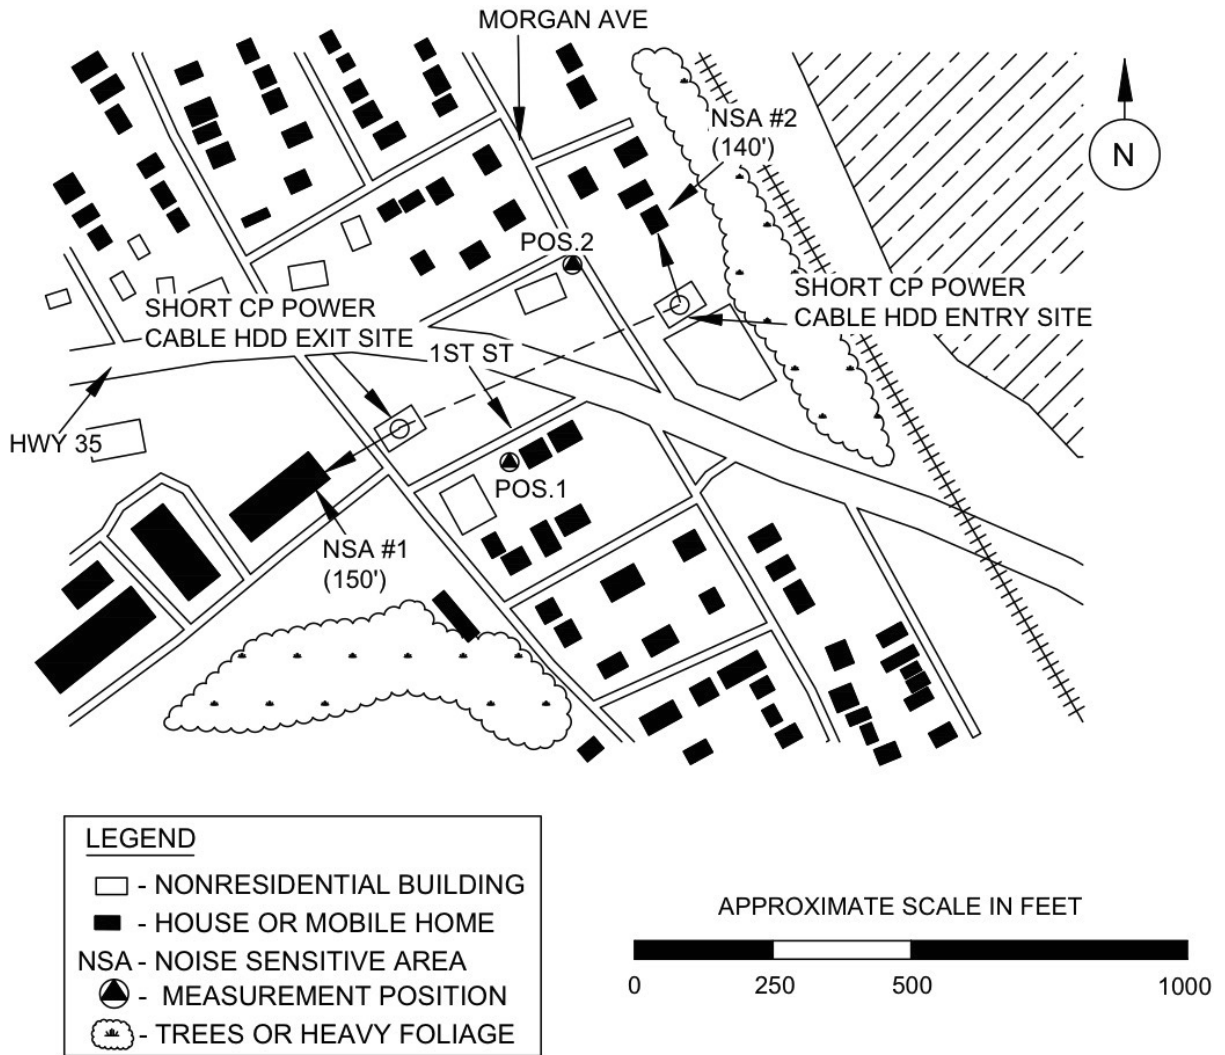 MORGAN AVE
NSA #2
(140')
N
POS.2
SHORT CP POWER
CABLE HDD ENTRY SITE
SHORT CP POWER
CABLE HDD EXIT SITE
1ST ST
HWY 35
POS.1
NSA #1
(150')
LEGEND
- NONRESIDENTIAL BUILDING
- HOUSE OR MOBILE HOME
NSA - NOISE SENSITIVE AREA
- MEASUREMENT POSITION
- TREES OR HEAVY FOLIAGE
APPROXIMATE SCALE IN FEET
0 250 500 1000